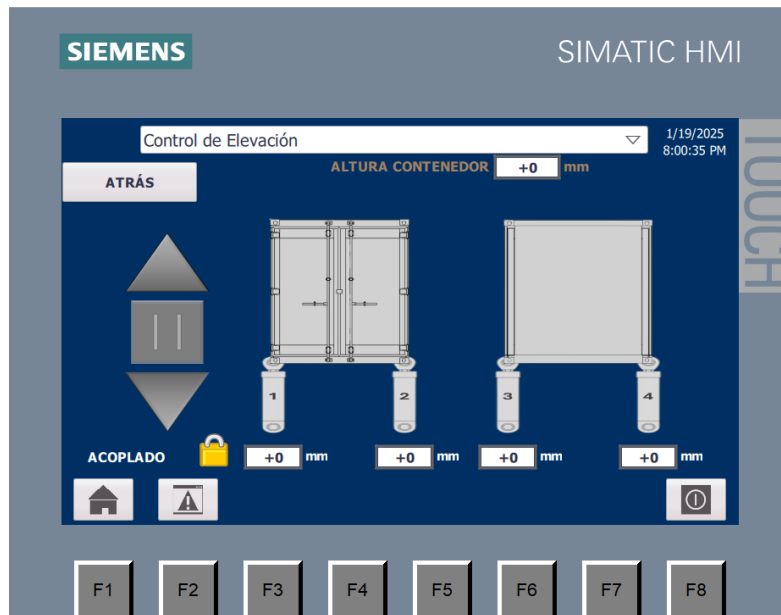 SIEMENS
SIMATIC HMI
TOUCH
Control de Elevación
1/19/2025
8:00:35 PM
ALTURA CONTENEDOR +0 mm
ATRÁS
1 2 3 4
ACOPLADO +0 mm +0 mm +0 mm +0 mm
F1 F2 F3 F4 F5 F6 F7 F8